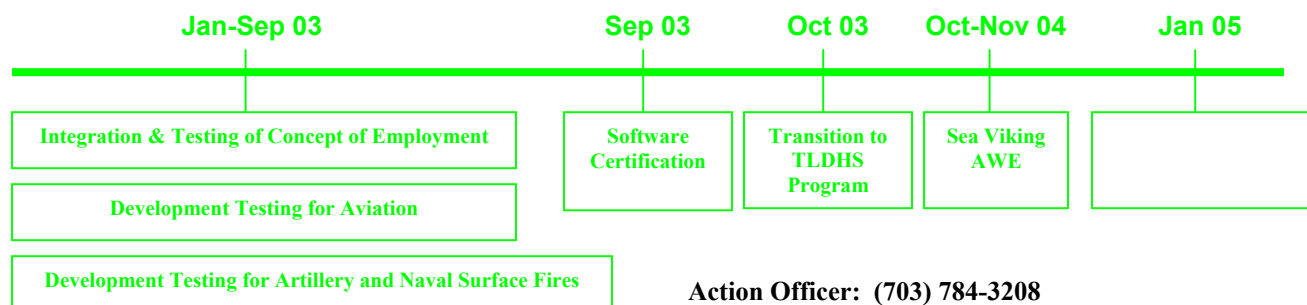 Jan-Sep 03 Sep 03 Oct 03 Oct-Nov 04 Jan 05
Integration & Testing of Concept of Employment
Development Testing for Aviation
Development Testing for Artillery and Naval Surface Fires
Software
Certification
Transition to
TLDHS
Program
Sea Viking
AWE
Action Officer: (703) 784-3208